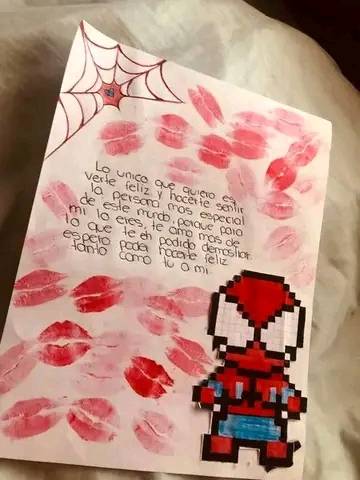 Lo unico que quiero es
verte feliz y hacerte sentir
la persona mas especial
de este mundo, porque para
mi lo eres, te amo mas de
lo que te eh podido demostrar
espero poder hacerte feliz
tanto como tu a mi.